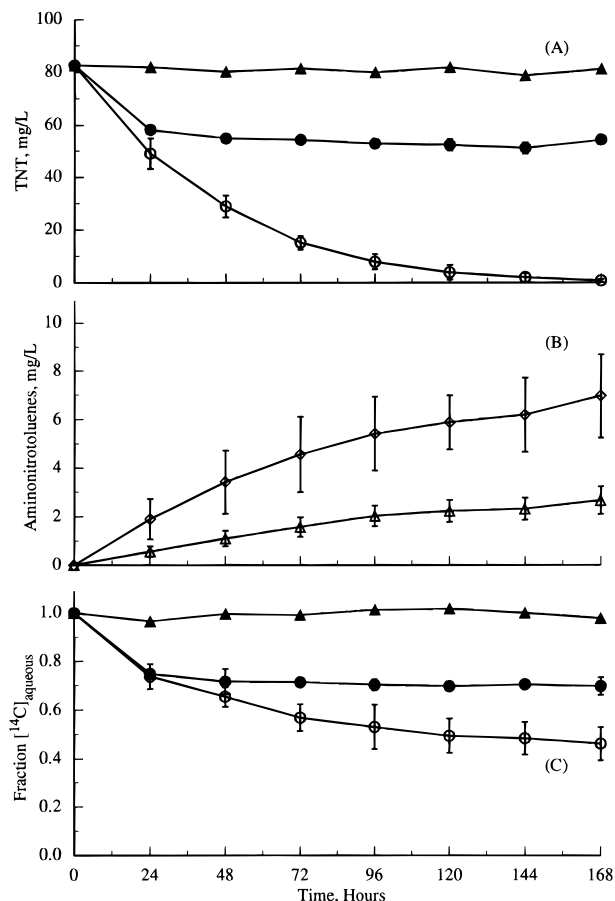 100
80
60
40
20
0
TNT, mg/L
(A)
10
8
6
4
2
0
Aminonitrotoluenes, mg/L
(B)
1.0
0.8
0.6
0.4
0.2
0.0
Fraction [14C]aqueous
(C)
0 24 48 72 96 120 144 168
Time, Hours